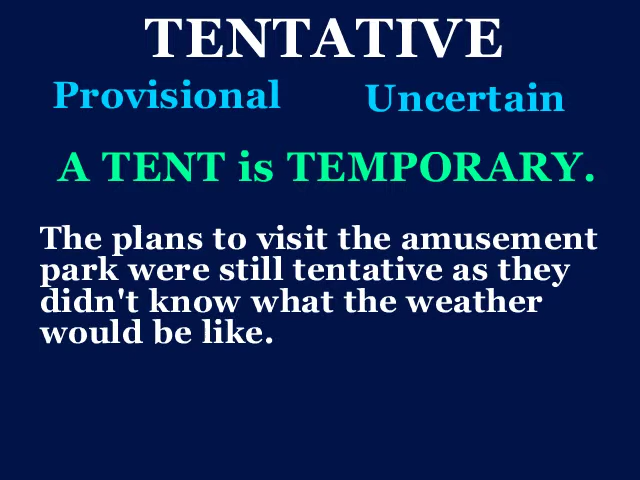 TENTATIVE
Provisional Uncertain
A TENT is TEMPORARY.
The plans to visit the amusement
park were still tentative as they
didn't know what the weather
would be like.